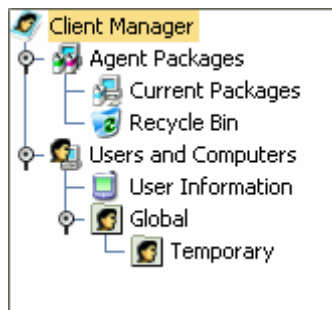 Client Manager
Agent Packages
Current Packages
Recycle Bin
Users and Computers
User Information
Global
Temporary